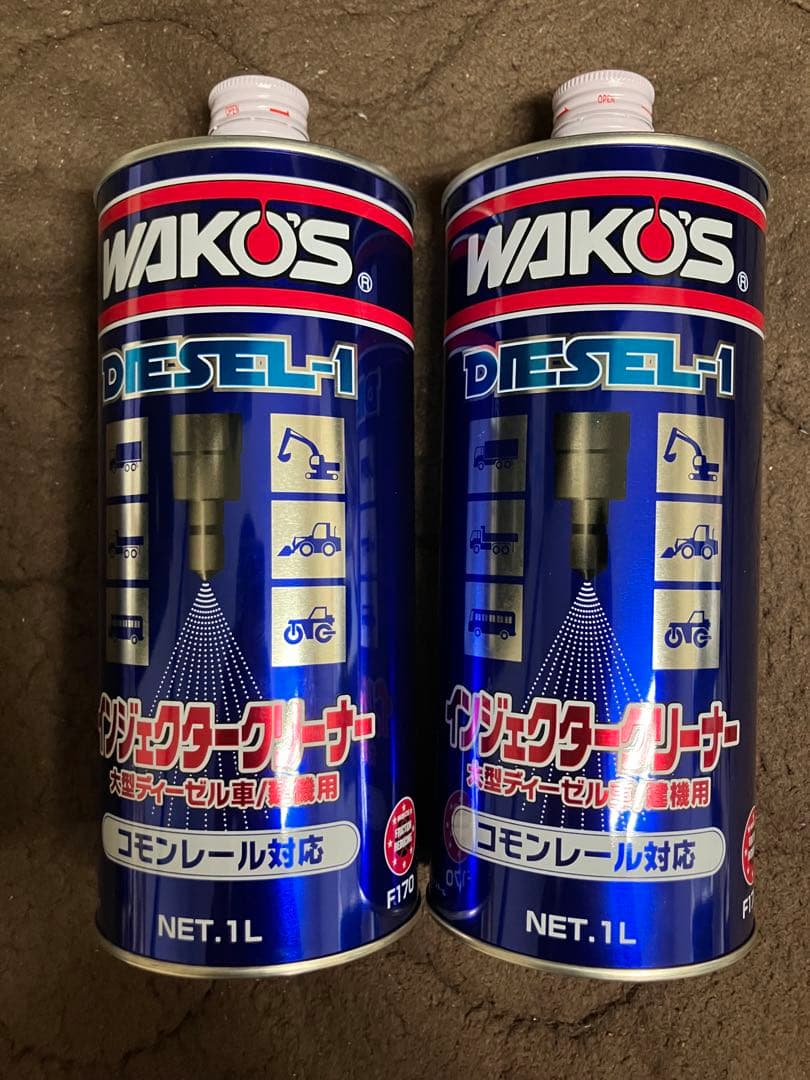 OPEN
WAKO'S®
DIESEL-1
インジェクタークリーナー
大型ディーゼル車/建機用
コモンレール対応
F170
NET.1L
OPEN
WAKO'S®
DIESEL-1
インジェクタークリーナー
大型ディーゼル車/建機用
コモンレール対応
F17
NET.1L